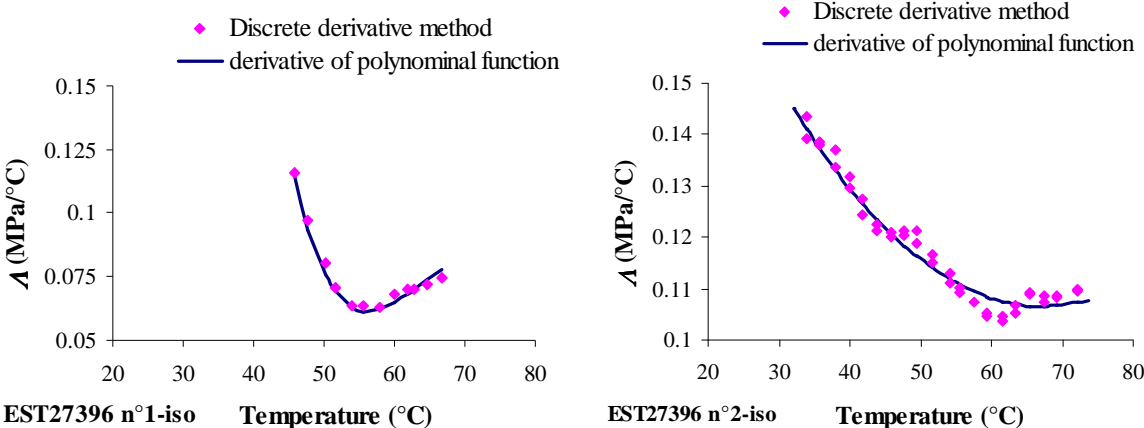 Discrete derivative method
derivative of polynominal function
0.15
0.125
0.1
0.075
0.05
Λ (MPa/°C)
20 30 40 50 60 70 80
EST27396 n°1-iso Temperature (°C)
Discrete derivative method
derivative of polynominal function
0.15
0.14
0.13
0.12
0.11
0.1
Λ (MPa/°C)
20 30 40 50 60 70 80
EST27396 n°2-iso Temperature (°C)